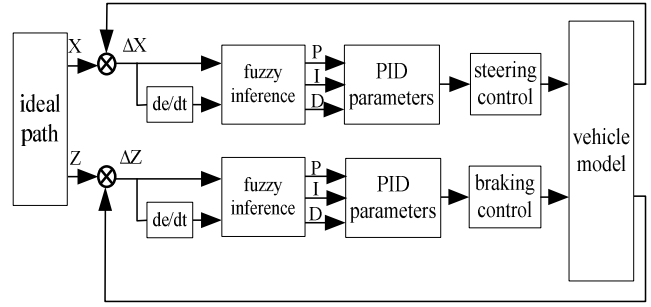 X
ΔX
de/dt
fuzzy
inference
P
I
D
PID
parameters
steering
control
ideal
path
vehicle
model
Z
ΔZ
de/dt
fuzzy
inference
P
I
D
PID
parameters
braking
control